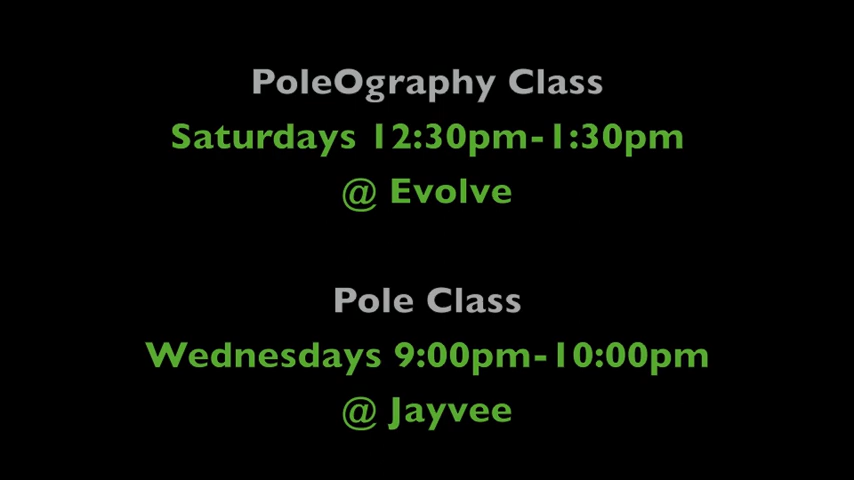 PoleOgraphy Class
Saturdays 12:30pm-1:30pm
@ Evolve
Pole Class
Wednesdays 9:00pm-10:00pm
@ Jayvee